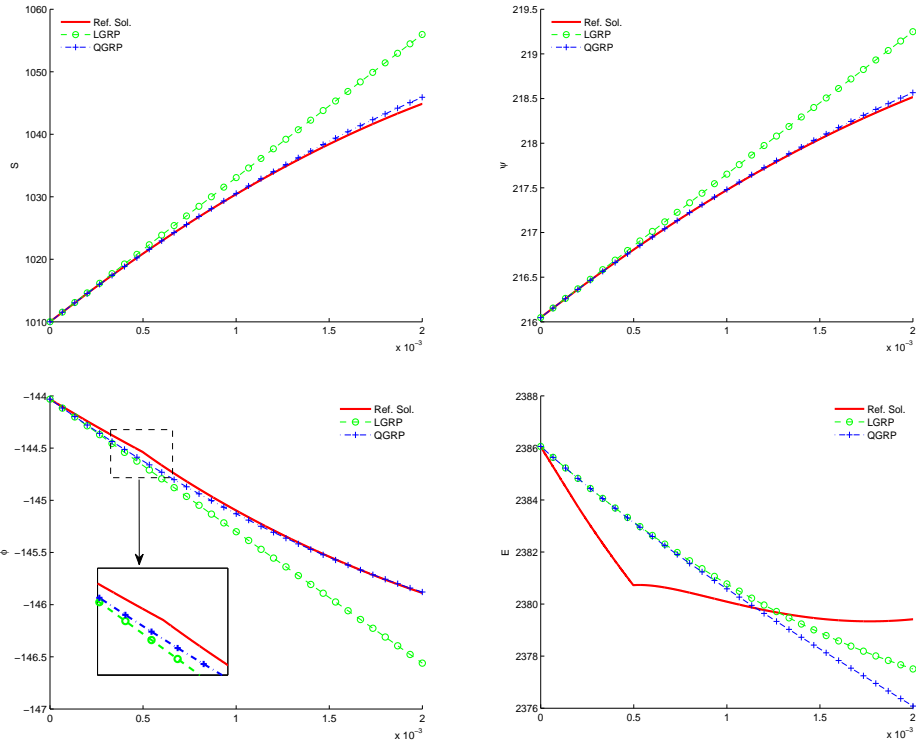 1060
1050
1040
1030
1020
1010
S
Ref. Sol.
LGRP
QGRP
0
0.5
1
1.5
2
x 10⁻³
219.5
219
218.5
218
217.5
217
216.5
216
ψ
Ref. Sol.
LGRP
QGRP
0
0.5
1
1.5
2
x 10⁻³
−144
−144.5
−145
−145.5
−146
−146.5
−147
ϕ
Ref. Sol.
LGRP
QGRP
0
0.5
1
1.5
2
x 10⁻³
2388
2386
2384
2382
2380
2378
2376
E
Ref. Sol.
LGRP
QGRP
0
0.5
1
1.5
2
x 10⁻³